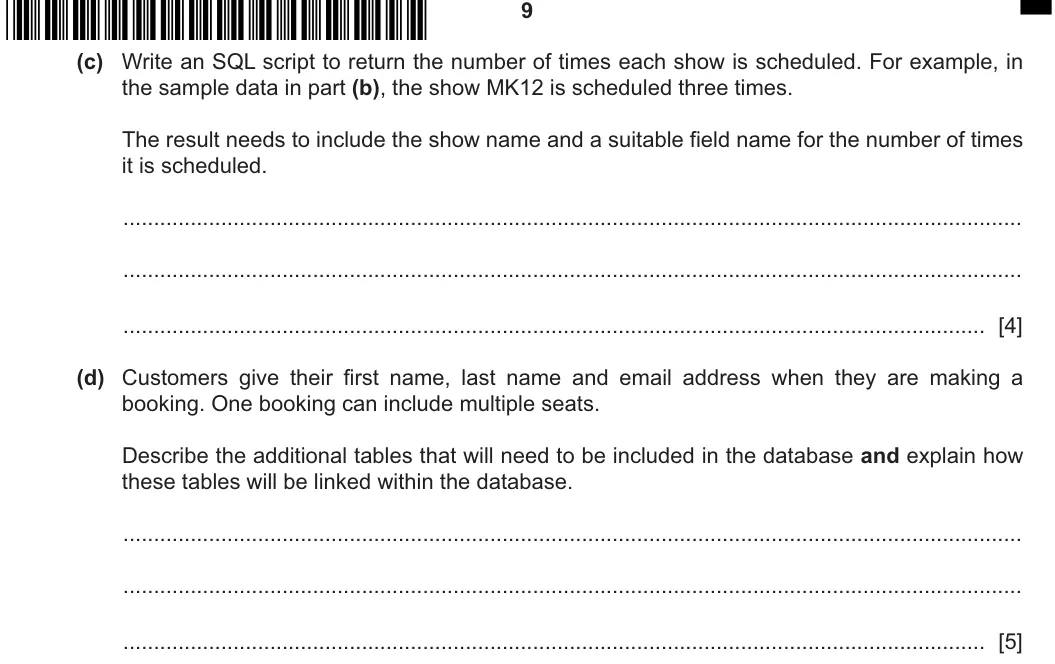 9
(c) Write an SQL script to return the number of times each show is scheduled. For example, in
the sample data in part (b), the show MK12 is scheduled three times.
The result needs to include the show name and a suitable field name for the number of times
it is scheduled.
..........................................................................................................................................................
..........................................................................................................................................................
.................................................................................................................................................... [4]
(d) Customers give their first name, last name and email address when they are making a
booking. One booking can include multiple seats.
Describe the additional tables that will need to be included in the database and explain how
these tables will be linked within the database.
..........................................................................................................................................................
..........................................................................................................................................................
.................................................................................................................................................... [5]